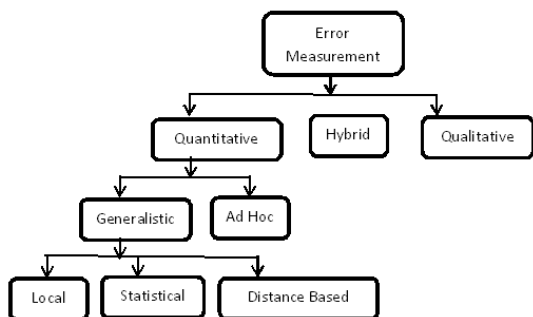 Error
Measurement
Quantitative
Hybrid
Qualitative
Generalistic
Ad Hoc
Local
Statistical
Distance Based